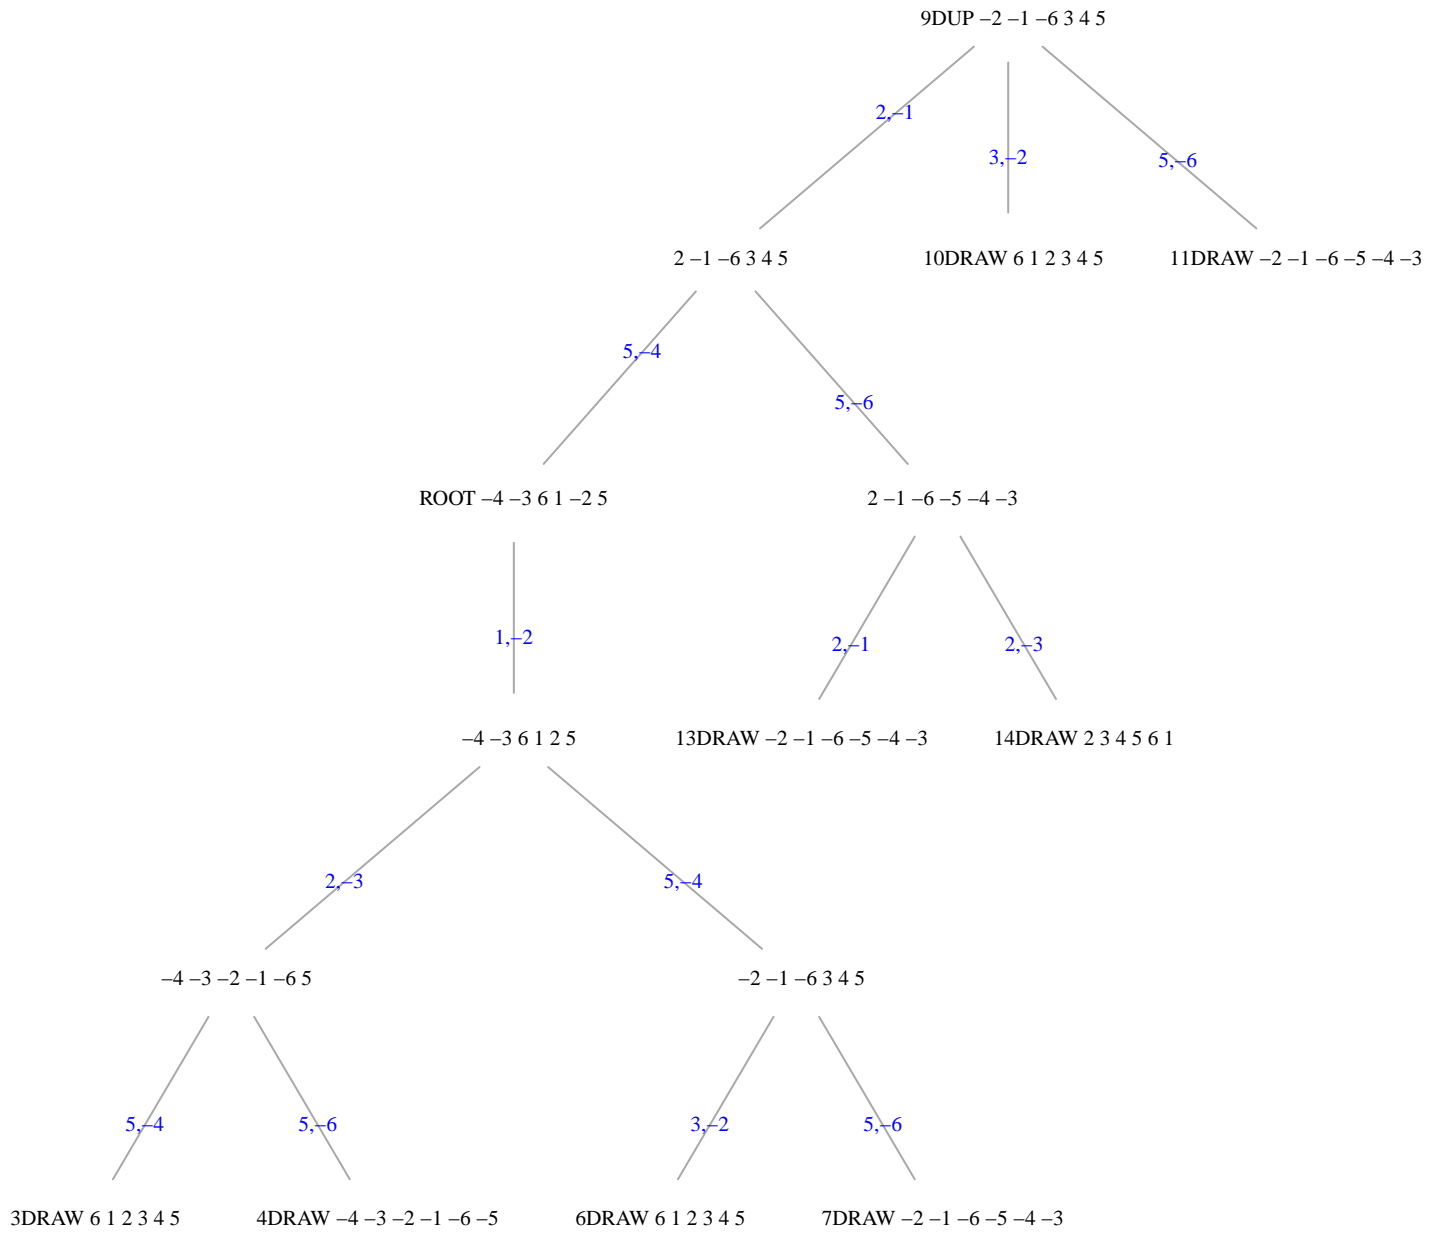 9DUP –2 –1 –6 3 4 5
2,–1
3,–2
5,–6
2 –1 –6 3 4 5
10DRAW 6 1 2 3 4 5
11DRAW –2 –1 –6 –5 –4 –3
5,–4
5,–6
ROOT –4 –3 6 1 –2 5
2 –1 –6 –5 –4 –3
1,–2
2,–1
2,–3
–4 –3 6 1 2 5
13DRAW –2 –1 –6 –5 –4 –3
14DRAW 2 3 4 5 6 1
2,–3
5,–4
–4 –3 –2 –1 –6 5
–2 –1 –6 3 4 5
5,–4
5,–6
3,–2
5,–6
3DRAW 6 1 2 3 4 5
4DRAW –4 –3 –2 –1 –6 –5
6DRAW 6 1 2 3 4 5
7DRAW –2 –1 –6 –5 –4 –3